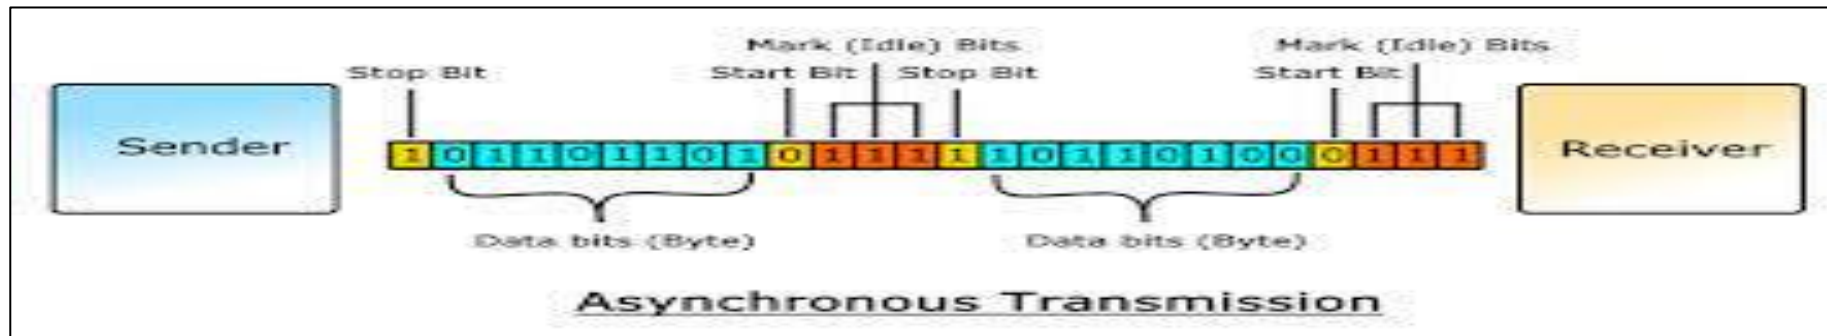 Mark (Idle) Bits Mark (Idle) Bits
Stop Bit Start Bit Stop Bit Start Bit
Sender 1 0 1 1 0 1 1 0 1 0 1 1 1 1 1 0 1 1 0 1 0 0 0 1 1 1 Receiver
Data bits (Byte) Data bits (Byte)
Asynchronous Transmission